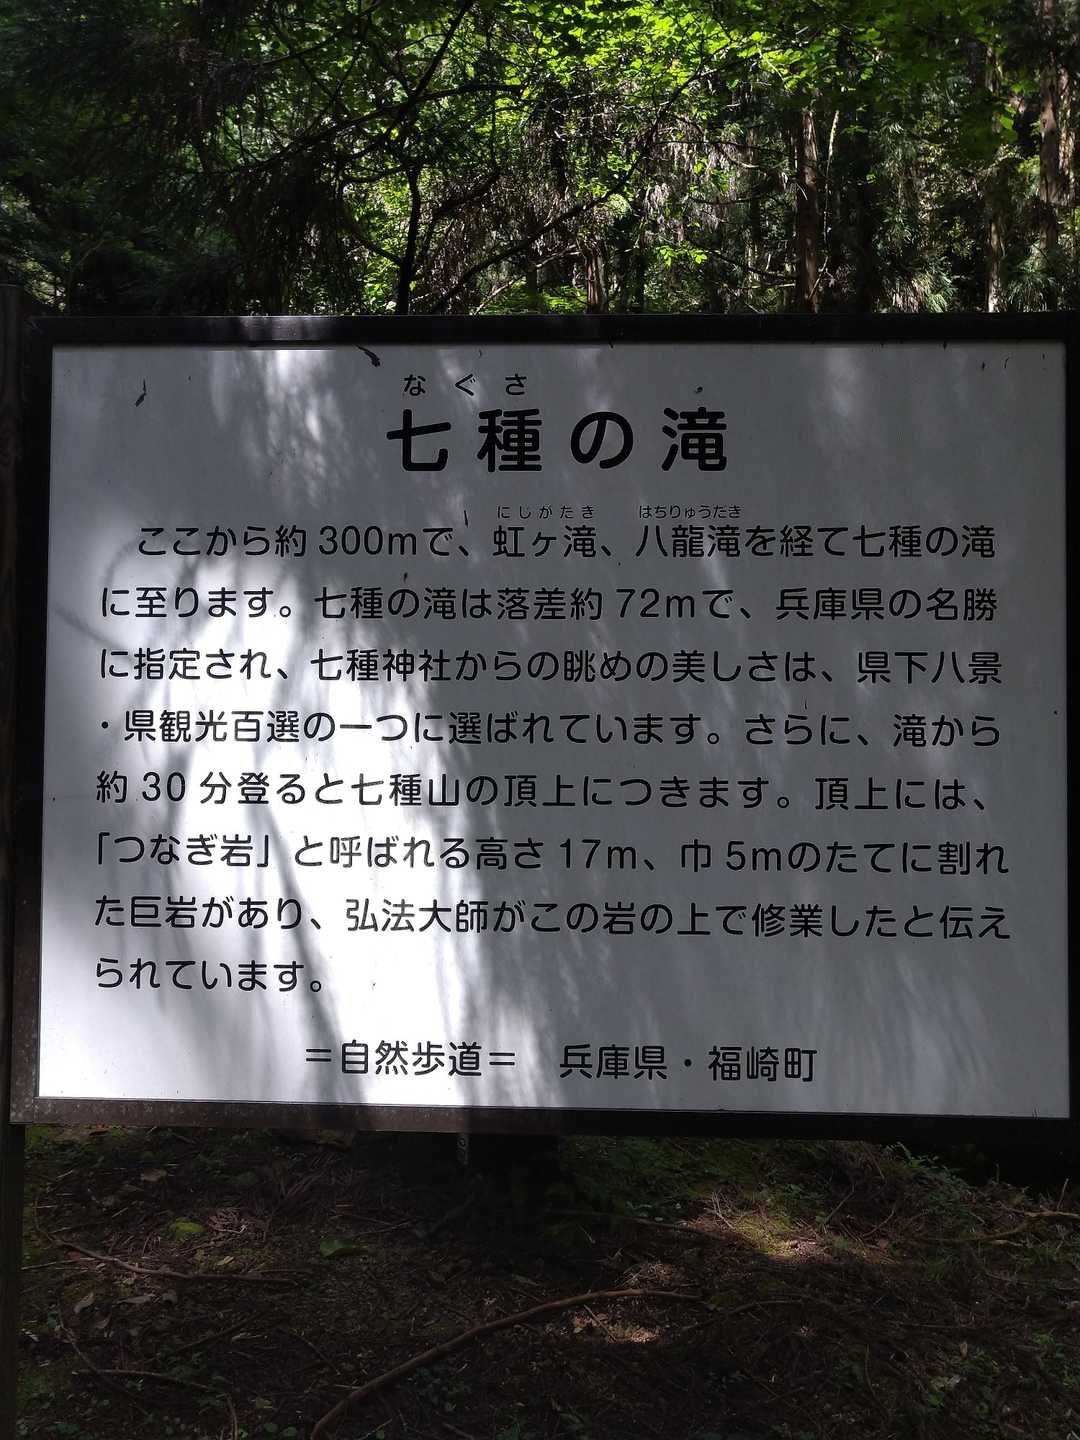 なぐさ
七種の滝
にじがたき はちりゅうたき
ここから約300mで、虹ヶ滝、八龍滝を経て七種の滝
に至ります。七種の滝は落差約72mで、兵庫県の名勝
に指定され、七種神社からの眺めの美しさは、県下八景
・県観光百選の一つに選ばれています。さらに、滝から
約30分登ると七種山の頂上につきます。頂上には、
「つなぎ岩」と呼ばれる高さ17m、巾5mのたてに割れ
た巨岩があり、弘法大師がこの岩の上で修業したと伝え
られています。
＝自然歩道＝　兵庫県・福崎町